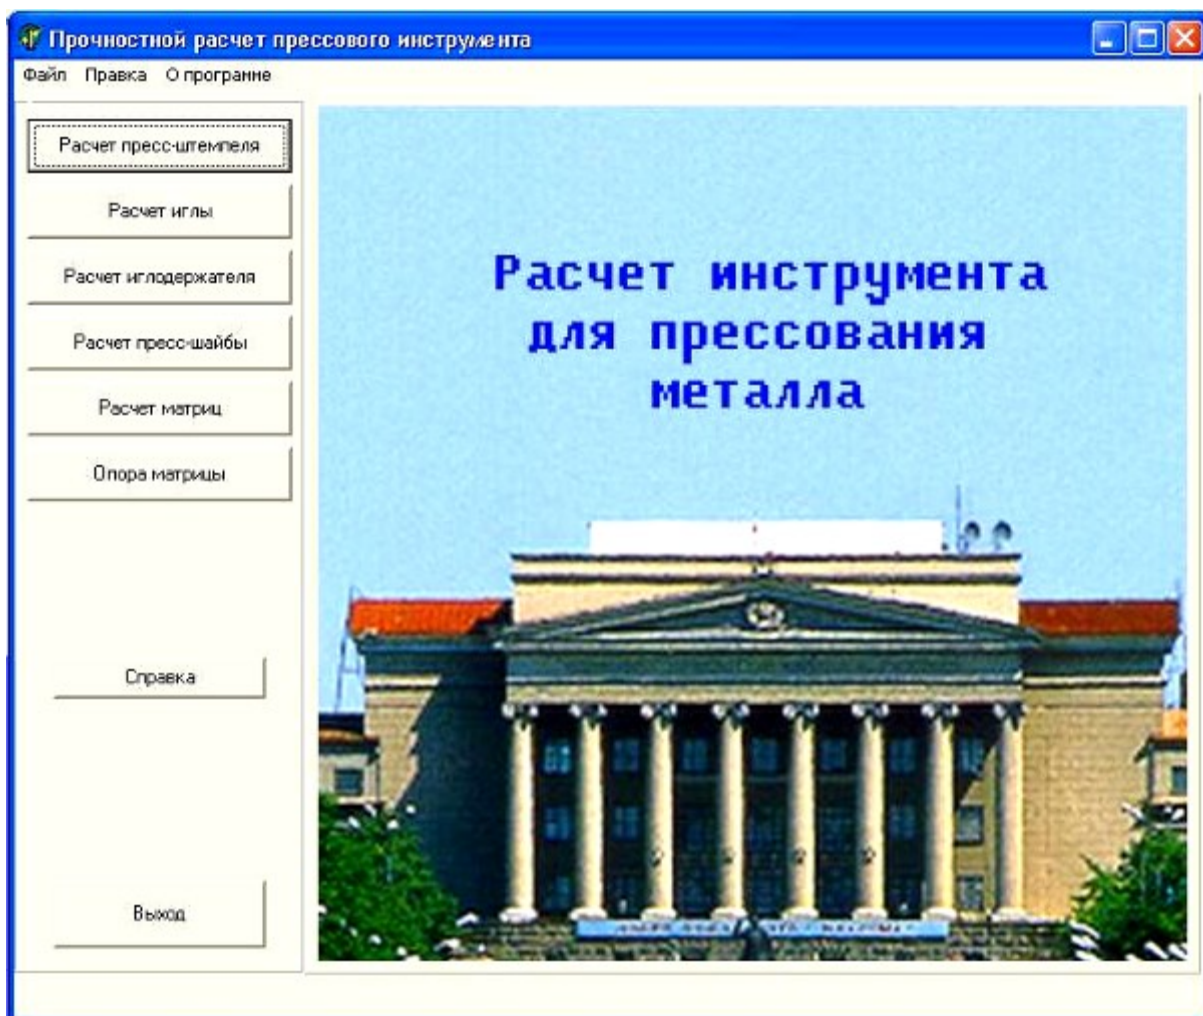 Прочностной расчет прессового инструмента
Файл Правка О программе
Расчет пресс-штемпеля
Расчет иглы
Расчет иглодержателя
Расчет пресс-шайбы
Расчет матриц
Опора матрицы
Справка
Выход
Расчет инструмента
для прессования
металла